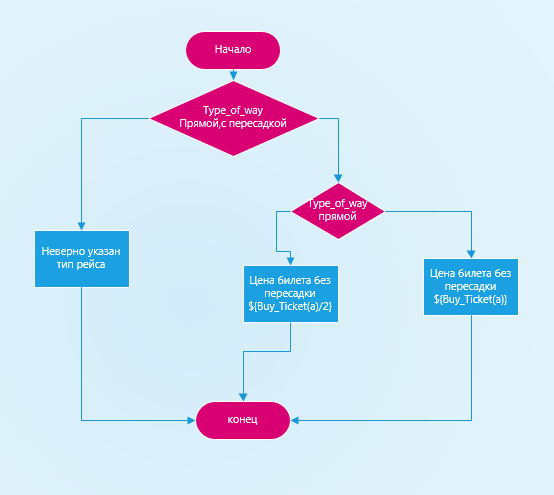 Начало
Type_of_way
Прямой,с пересадкой
Type_of_way
прямой
Неверно указан
тип рейса
Цена билета без
пересадки
${Buy_Ticket(a)/2}
Цена билета без
пересадки
${Buy_Ticket(a)}
конец